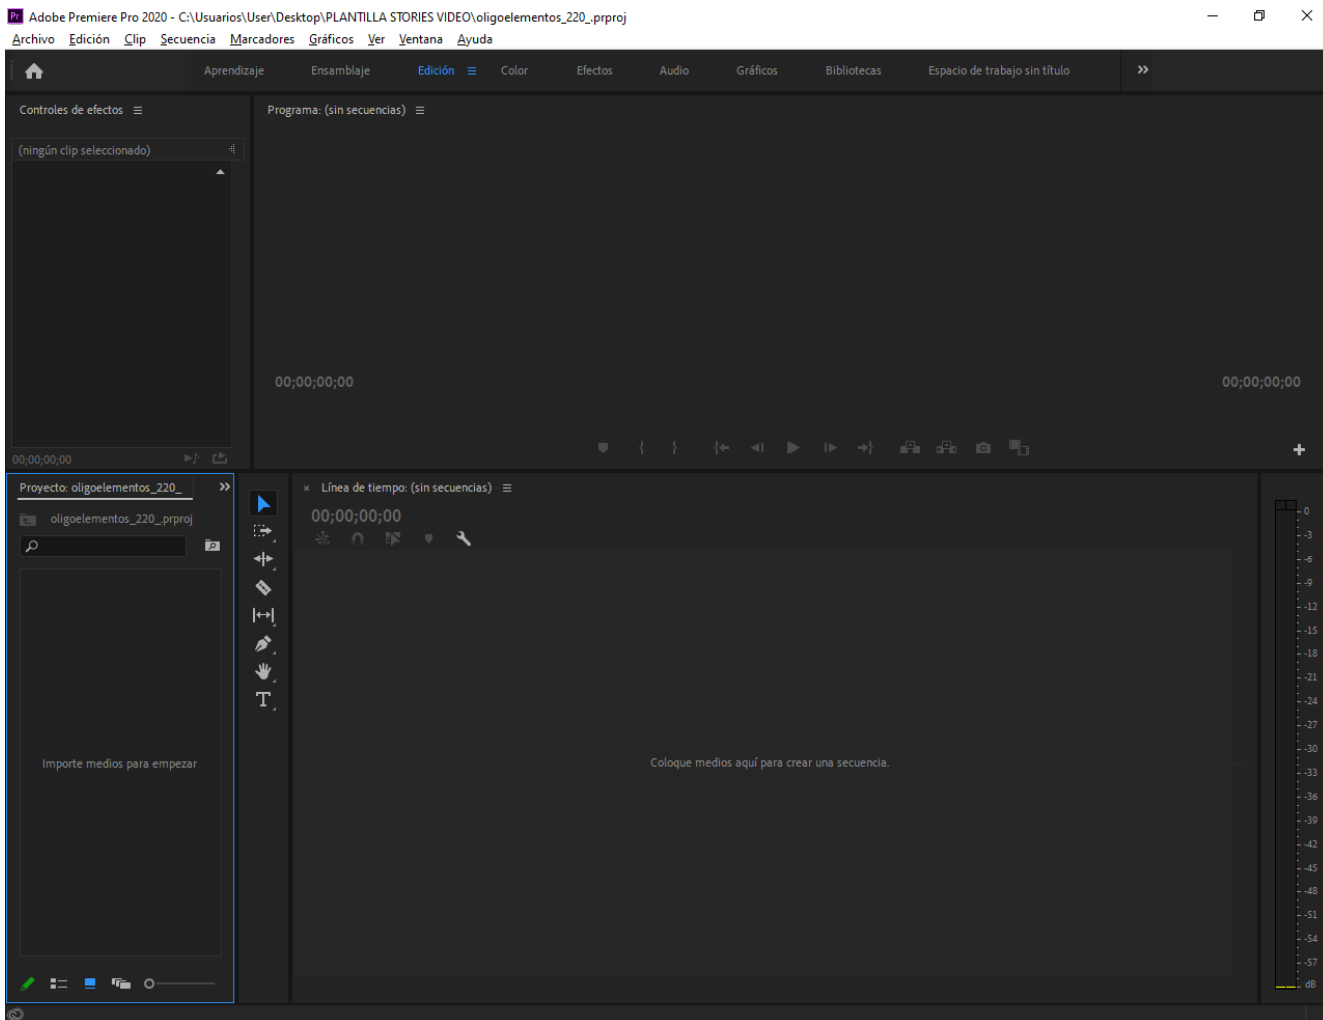 Pr Adobe Premiere Pro 2020 - C:\Usuarios\User\Desktop\PLANTILLA STORIES VIDEO\oligoelementos_220_.prproj
Archivo Edición Clip Secuencia Marcadores Gráficos Ver Ventana Ayuda
Aprendizaje Ensamblaje Edición Color Efectos Audio Gráficos Bibliotecas Espacio de trabajo sin título
Controles de efectos
Programa: (sin secuencias)
(ningún clip seleccionado)
00;00;00;00
00;00;00;00
00;00;00;00
Proyecto: oligoelementos_220_
oligoelementos_220_.prproj
Importe medios para empezar
T
× Línea de tiempo: (sin secuencias)
00;00;00;00
Coloque medios aquí para crear una secuencia.
0
-3
-6
-9
-12
-15
-18
-21
-24
-27
-30
-33
-36
-39
-42
-45
-48
-51
-54
-57
dB